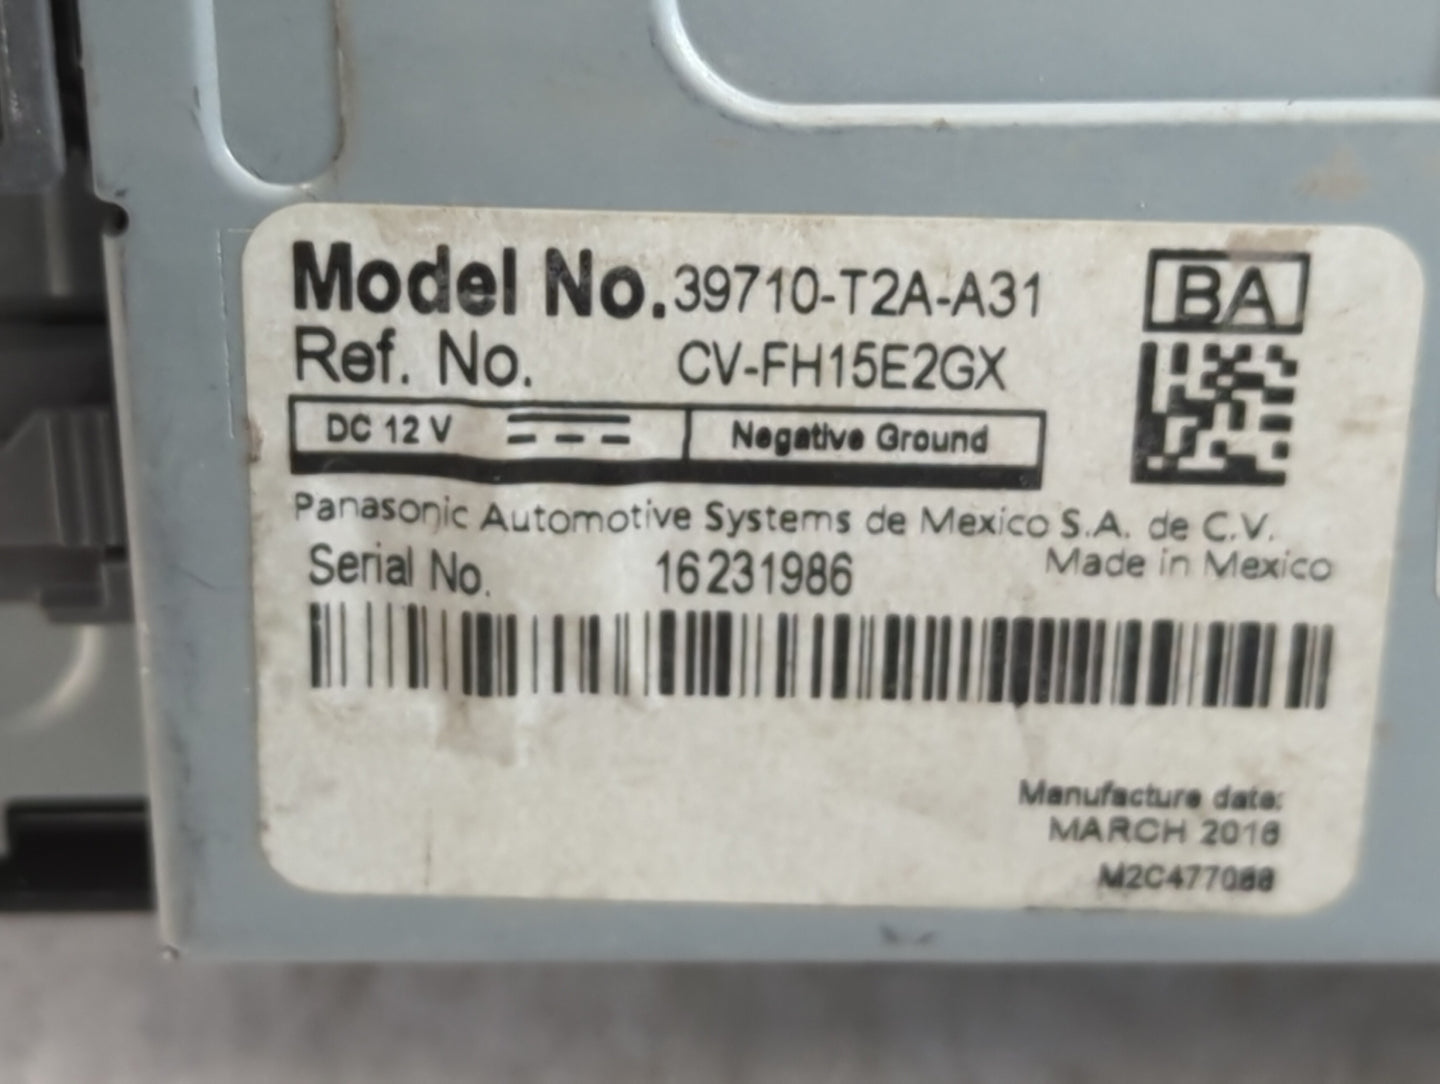 Model No. 39710-T2A-A31
BA
Ref. No. CV-FH15E2GX
DC 12 V
Negative Ground
Panasonic Automotive Systems de Mexico S.A. de C.V.
Serial No. 16231986
Made in Mexico
Manufacture date:
MARCH 2016